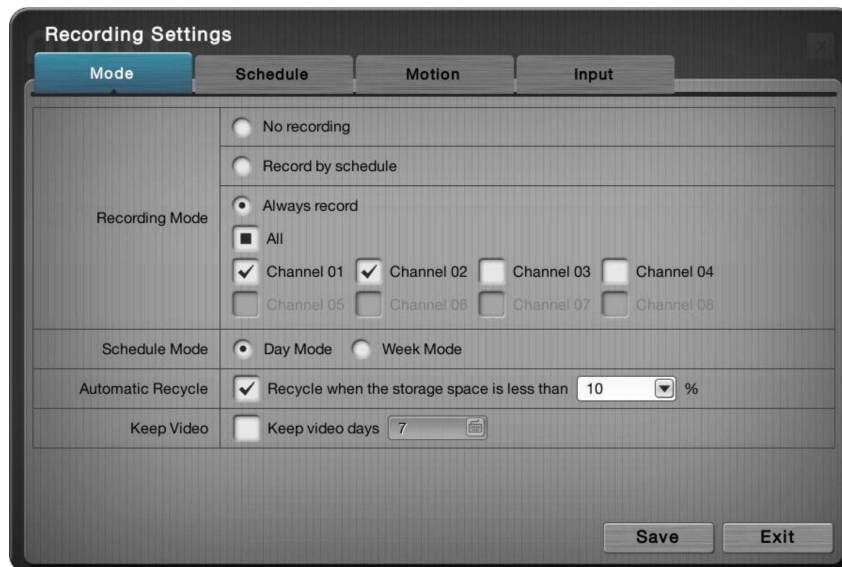 Recording Settings
Mode Schedule Motion Input
No recording
Record by schedule
Recording Mode
Always record
All
Channel 01 Channel 02 Channel 03 Channel 04
Channel 05 Channel 06 Channel 07 Channel 08
Schedule Mode Day Mode Week Mode
Automatic Recycle Recycle when the storage space is less than 10 %
Keep Video Keep video days 7
Save Exit